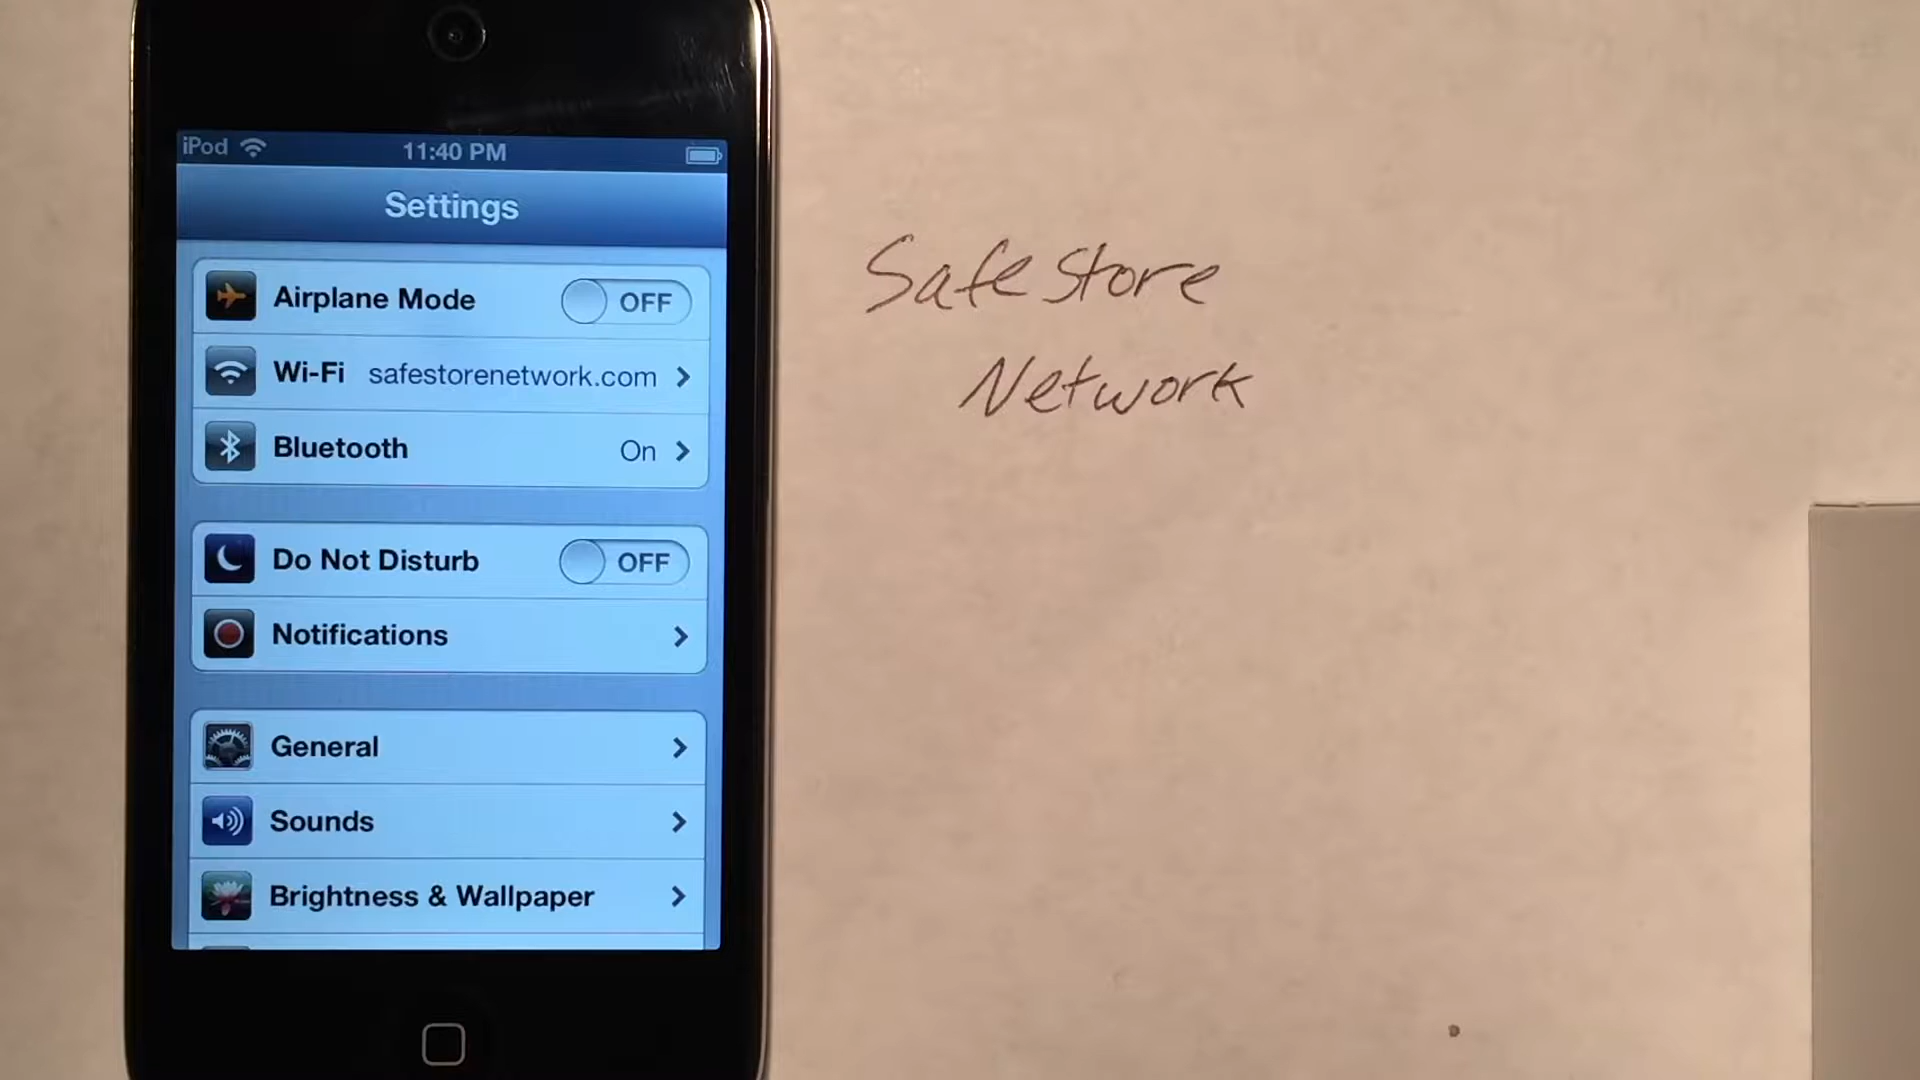 iPod 11:40 PM
Settings
Airplane Mode OFF
Wi-Fi safestorenetwork.com
Bluetooth On
Do Not Disturb OFF
Notifications
General
Sounds
Brightness & Wallpaper
Safe Store
Network